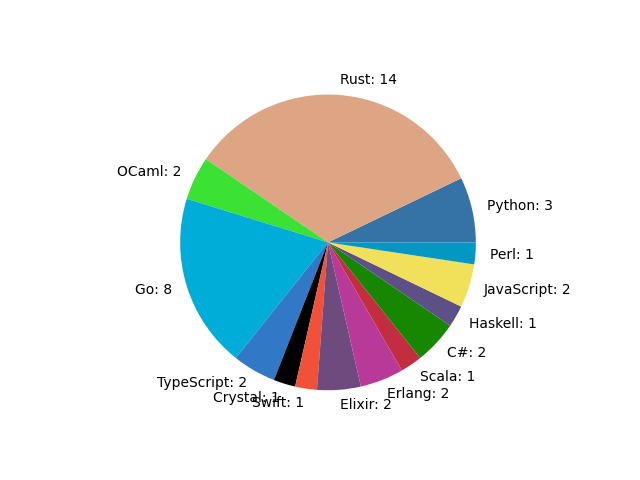 Rust: 14
OCaml: 2
Python: 3
Perl: 1
Go: 8
JavaScript: 2
Haskell: 1
C#: 2
Scala: 1
TypeScript: 2
Crystal: 1
Swift: 1
Erlang: 2
Elixir: 2